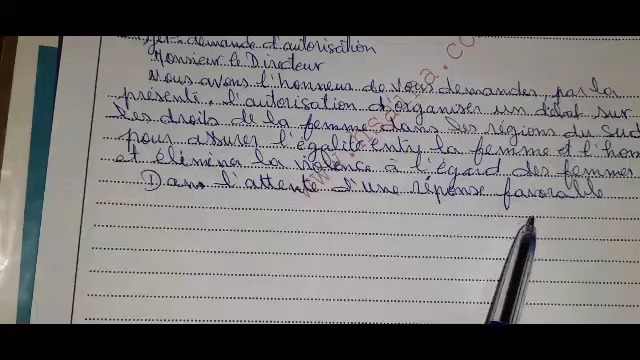 jet : demande d'autorisation
Monsieur le Directeur
Nous avons l'honneur de vous demander par la
présente, l'autorisation d'organiser un débat sur
les droits de la femme dans les régions du Sud
pour assurer l'égalité entre la femme et l'hom
et éliminer la violence à l'égard des femmes
Dans l'attente d'une réponse favorable